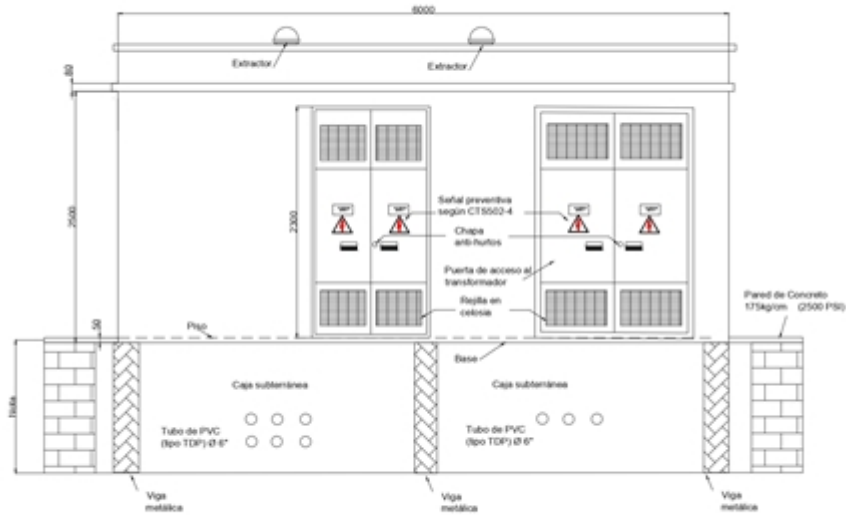 6000
Extractor
Extractor
80
2500
2300
Señal preventiva
según CTS502-4
Chapa
anti-hurtos
Puerta de acceso al
transformador
Rejilla en
celosia
Pared de Concreto
175kg/cm (2500 PSI)
50
Piso
Base
Nota
Caja subterránea
Caja subterránea
Tubo de PVC
(tipo TDP) Ø 6"
Tubo de PVC
(tipo TDP) Ø 6"
Viga
metálica
Viga
metálica
Viga
metálica